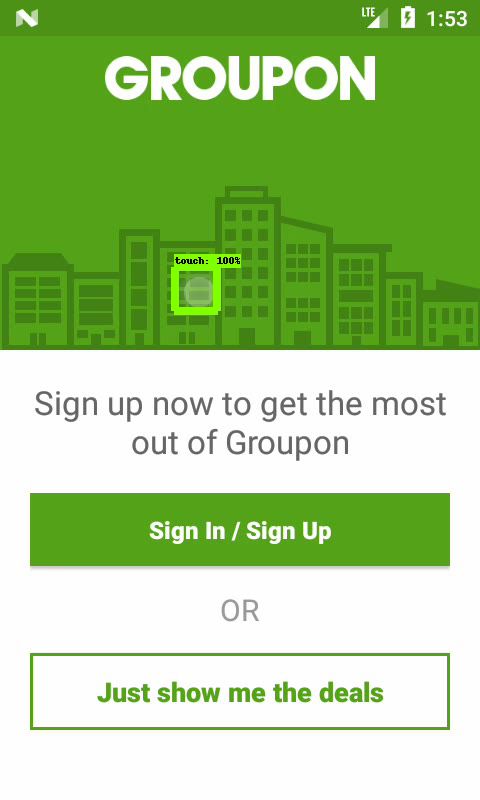 LTE 1:53
GROUPON
touch: 100%
Sign up now to get the most
out of Groupon
Sign In / Sign Up
OR
Just show me the deals